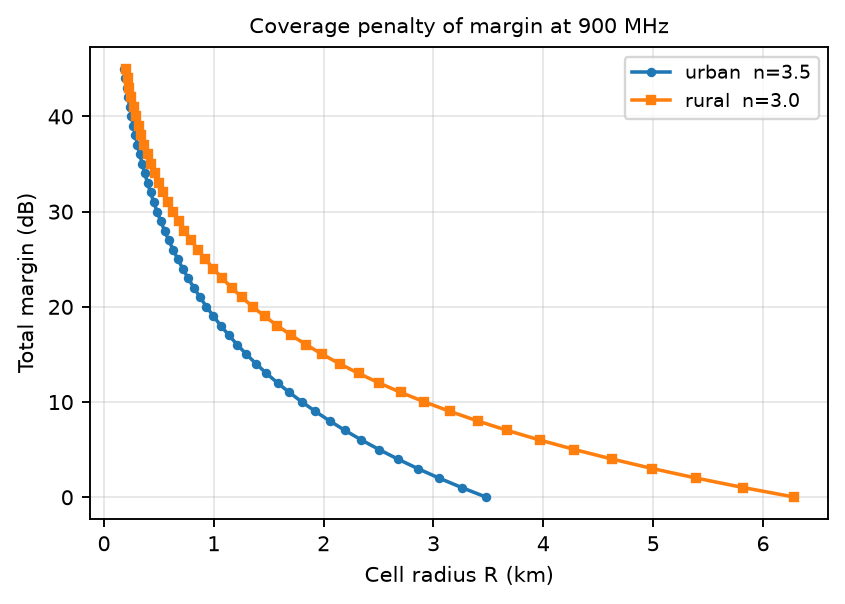 Coverage penalty of margin at 900 MHz
urban n=3.5
rural n=3.0
Total margin (dB)
40
30
20
10
0
0 1 2 3 4 5 6
Cell radius R (km)